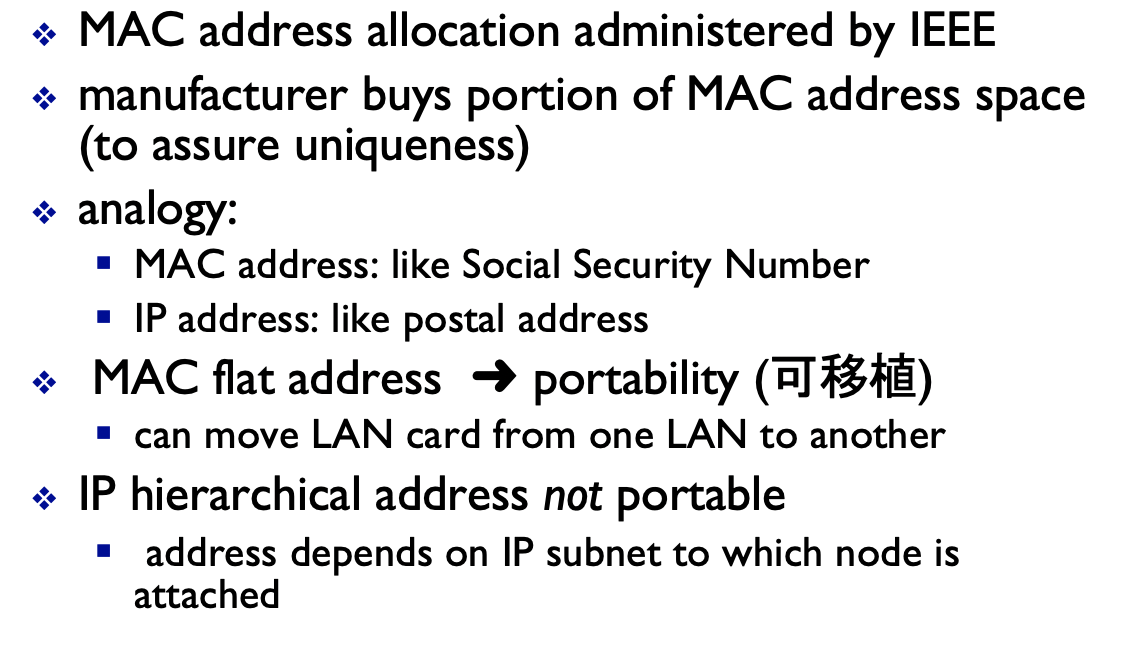 ❖ MAC address allocation administered by IEEE
❖ manufacturer buys portion of MAC address space
(to assure uniqueness)
❖ analogy:
▪ MAC address: like Social Security Number
▪ IP address: like postal address
❖ MAC flat address ➜ portability (可移植)
▪ can move LAN card from one LAN to another
❖ IP hierarchical address not portable
▪ address depends on IP subnet to which node is
attached